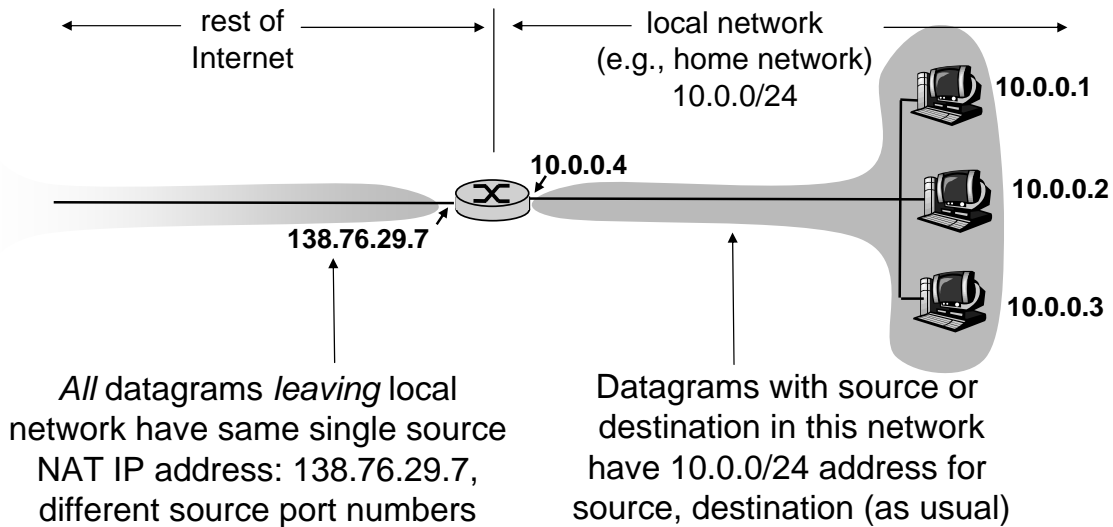 rest of
Internet
local network
(e.g., home network)
10.0.0/24
10.0.0.1
10.0.0.4
10.0.0.2
138.76.29.7
10.0.0.3
All datagrams leaving local
network have same single source
NAT IP address: 138.76.29.7,
different source port numbers
Datagrams with source or
destination in this network
have 10.0.0/24 address for
source, destination (as usual)